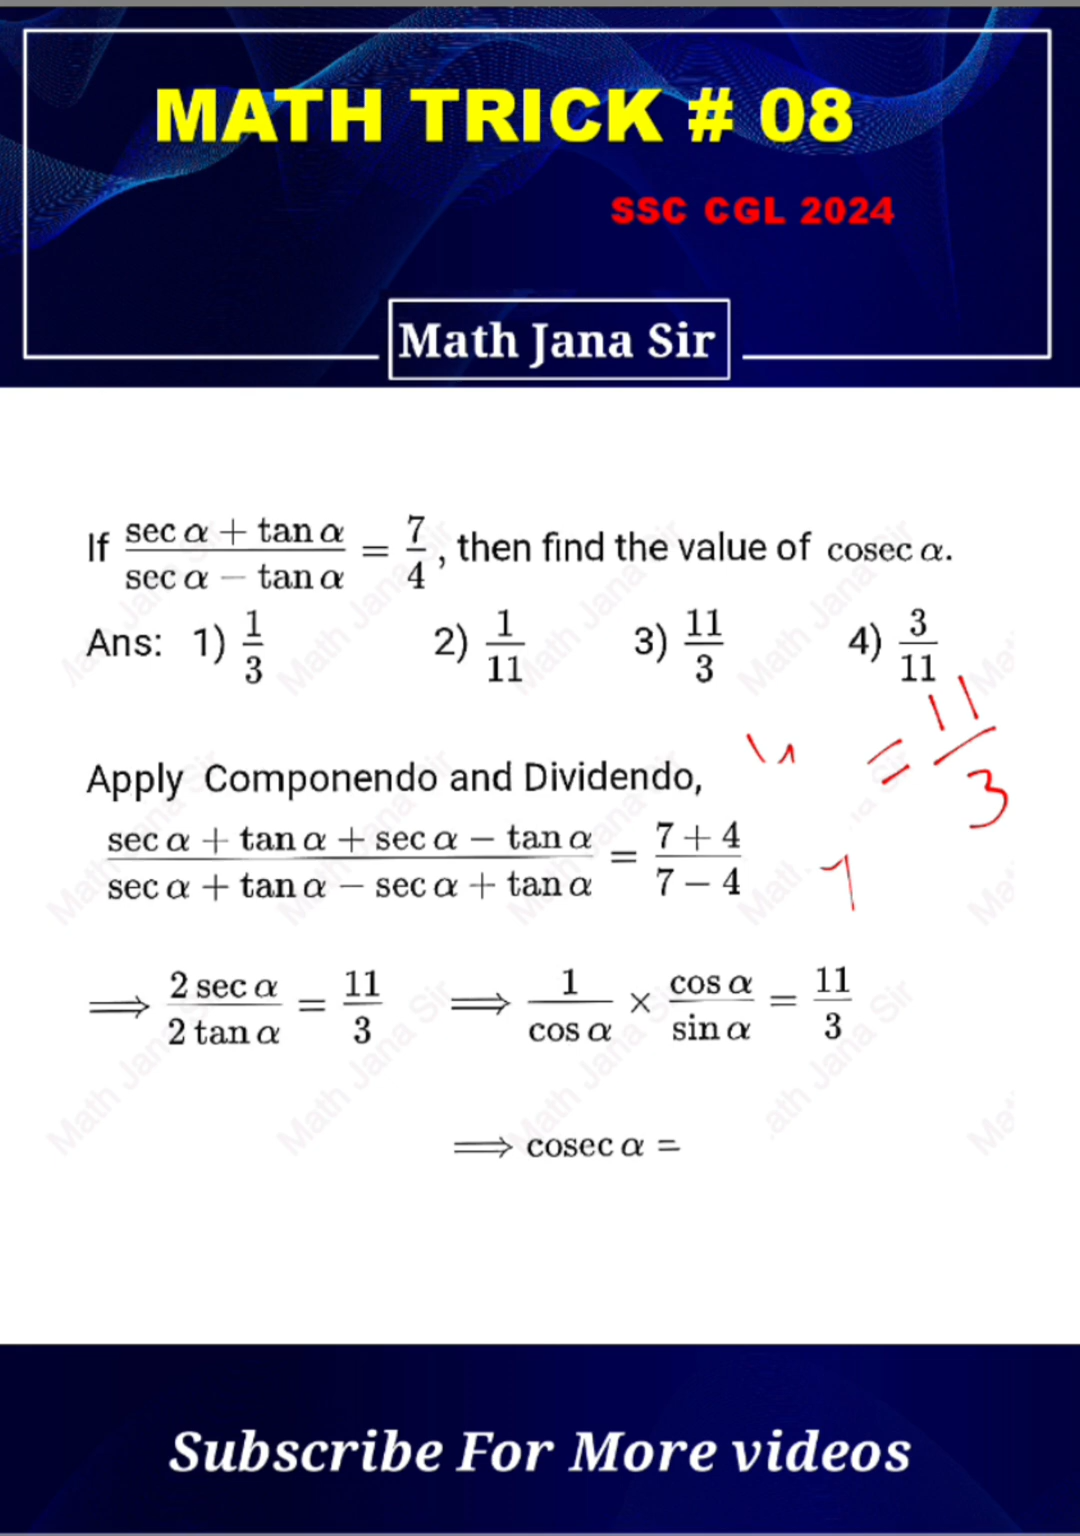 MATH TRICK # 08
SSC CGL 2024
Math Jana Sir
If (sec α + tan α)/(sec α − tan α) = 7/4, then find the value of cosec α.
Ans: 1) 1/3 2) 1/11 3) 11/3 4) 3/11
= 11/3
Apply Componendo and Dividendo,
(sec α + tan α + sec α − tan α)/(sec α + tan α − sec α + tan α) = (7 + 4)/(7 − 4)
⟹ (2 sec α)/(2 tan α) = 11/3 ⟹ 1/(cos α) × (cos α)/(sin α) = 11/3
⟹ cosec α =
Subscribe For More videos